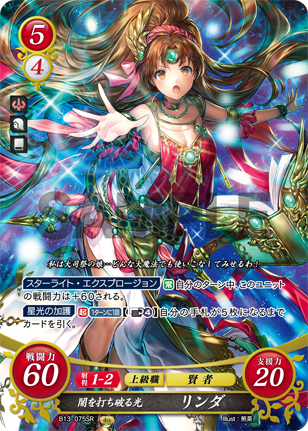 5
4
SAMPLE
私は大司祭の娘…どんな大魔法でも使いこなしてみせるわ!
スターライト・エクスプロージョン 常 自分のターン中、このユニット
の戦闘力は+60される。
星光の加護 起 1ターンに1回 [4] 自分の手札が5枚になるまで
カードを引く。
戦闘力
60
射程 1-2 上級職 賢者
支援力
20
闇を打ち破る光 リンダ
B13-075SR
Illust:煎茶